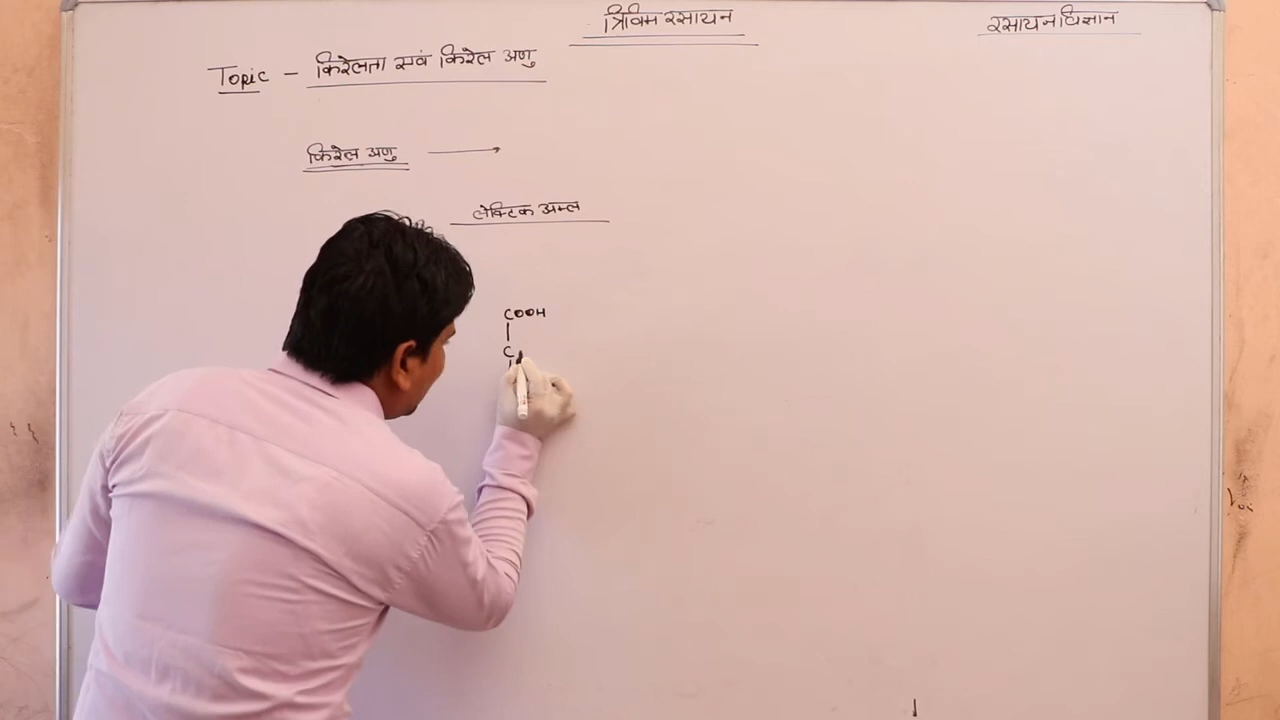 त्रिविम रसायन
रसायन विज्ञान
Topic - किरेलता एवं किरेल अणु
किरेल अणु
लेक्टिक अम्ल
COOH
C